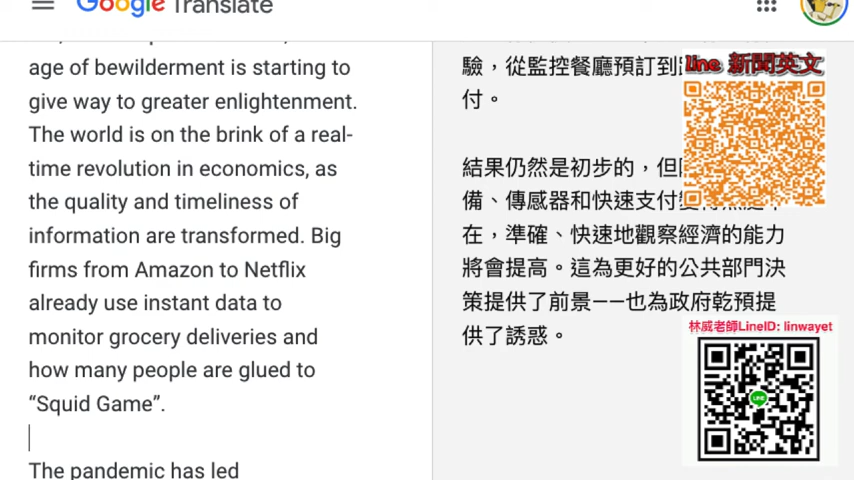 Google Translate
age of bewilderment is starting to
give way to greater enlightenment.
The world is on the brink of a real-
time revolution in economics, as
the quality and timeliness of
information are transformed. Big
firms from Amazon to Netflix
already use instant data to
monitor grocery deliveries and
how many people are glued to
“Squid Game”.
The pandemic has led
驗，從監控餐廳預訂到
付。
結果仍然是初步的，但
備、傳感器和快速支付
在，準確、快速地觀察經濟的能力
將會提高。這為更好的公共部門決
策提供了前景——也為政府乾預提
供了誘惑。
line 新聞英文
林威老師LineID: linwayet
LINE